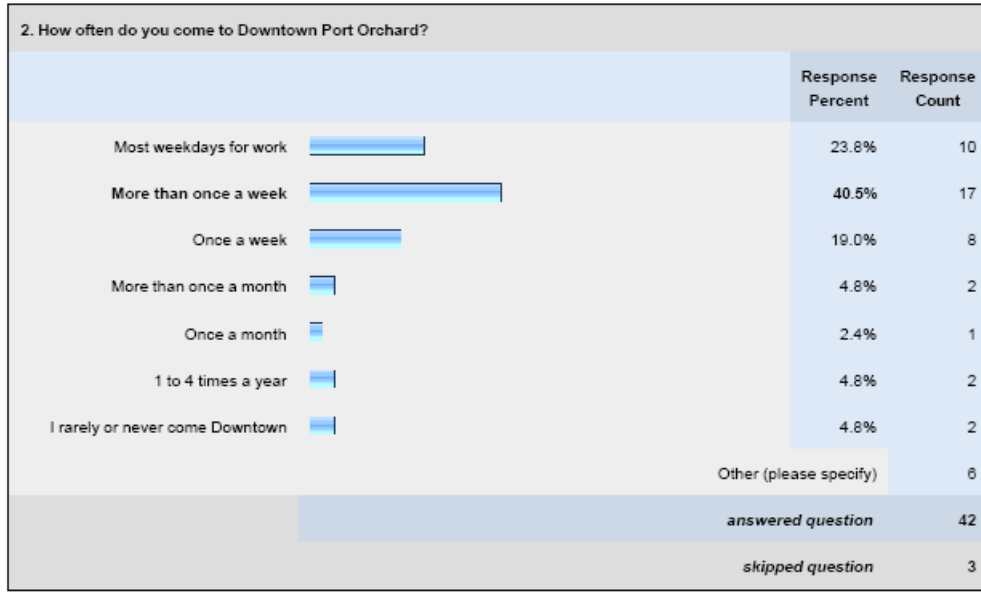 2. How often do you come to Downtown Port Orchard?
Response Percent Response Count
Most weekdays for work 23.8% 10
More than once a week 40.5% 17
Once a week 19.0% 8
More than once a month 4.8% 2
Once a month 2.4% 1
1 to 4 times a year 4.8% 2
I rarely or never come Downtown 4.8% 2
Other (please specify) 6
answered question 42
skipped question 3